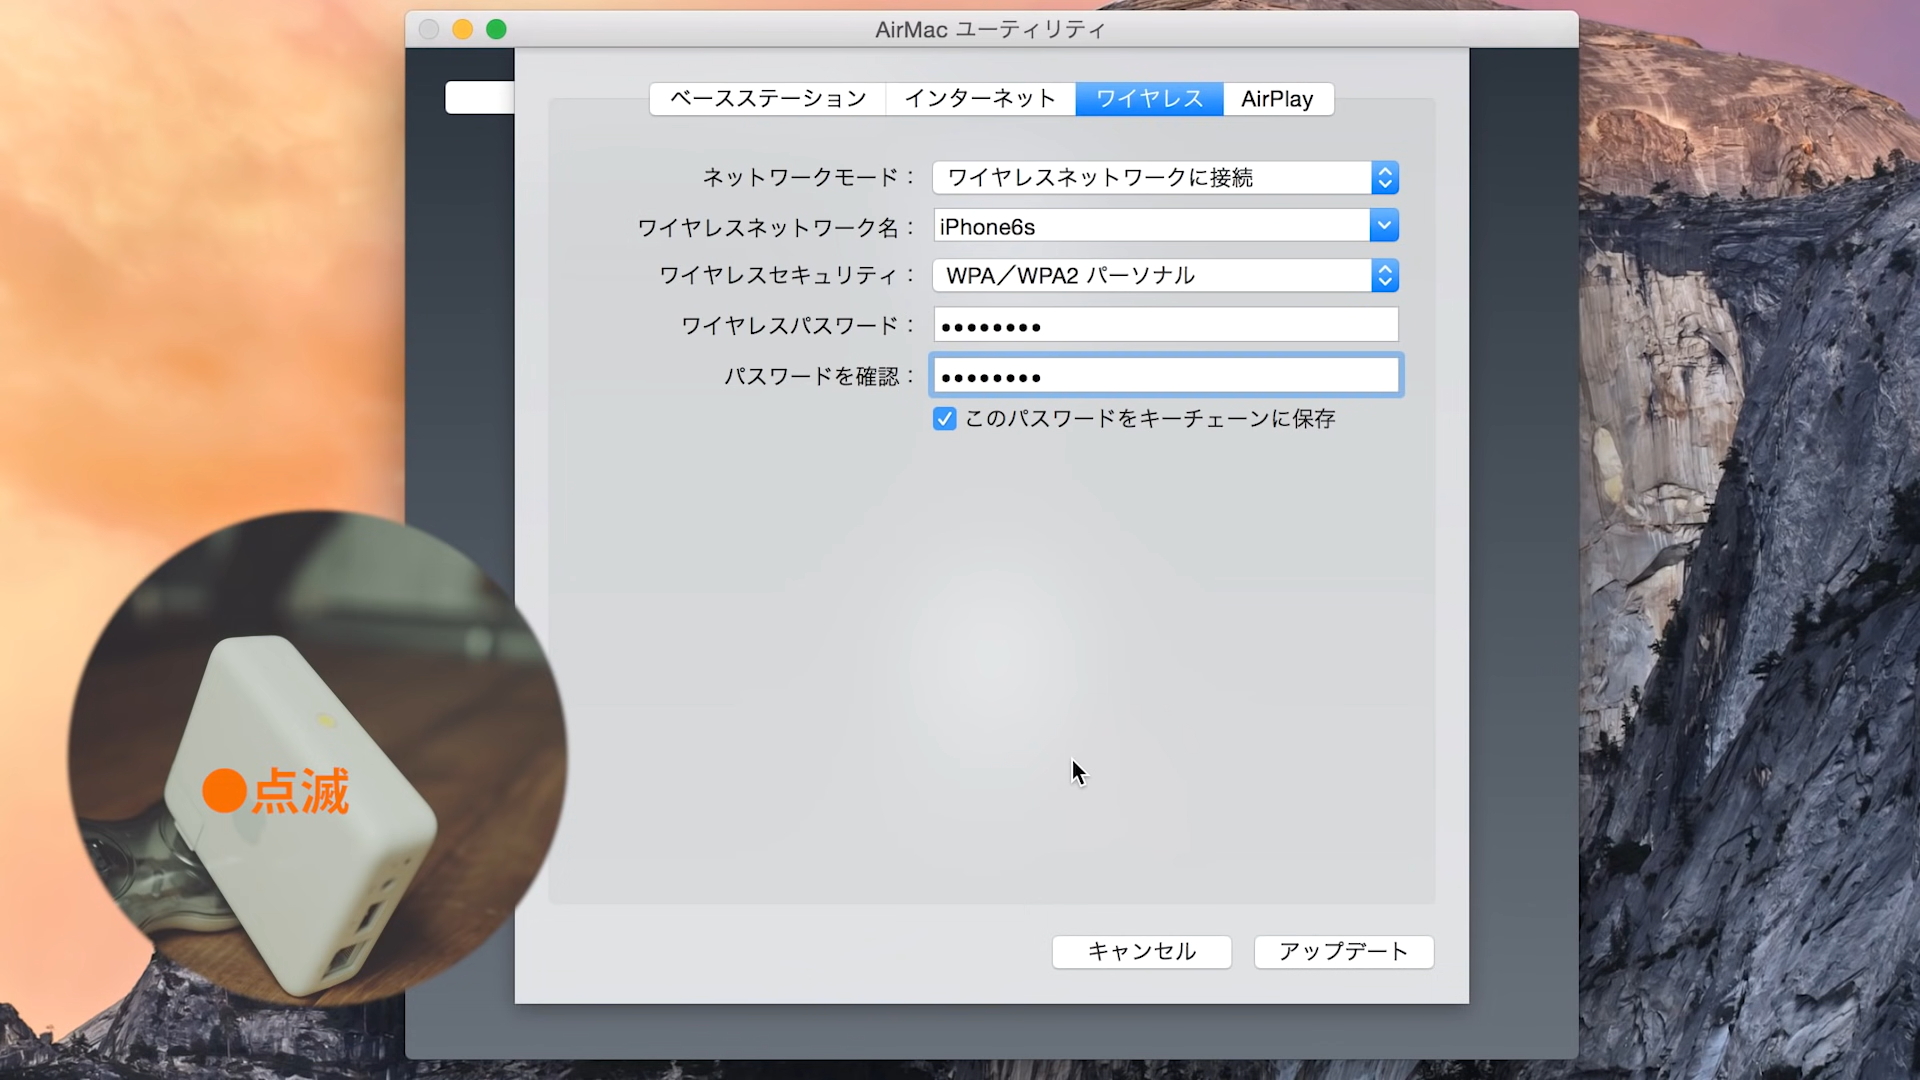 AirMac ユーティリティ
ベースステーション インターネット ワイヤレス AirPlay
ネットワークモード： ワイヤレスネットワークに接続
ワイヤレスネットワーク名： iPhone6s
ワイヤレスセキュリティ： WPA／WPA2 パーソナル
ワイヤレスパスワード： ••••••••
パスワードを確認： ••••••••
このパスワードをキーチェーンに保存
●点滅
キャンセル アップデート